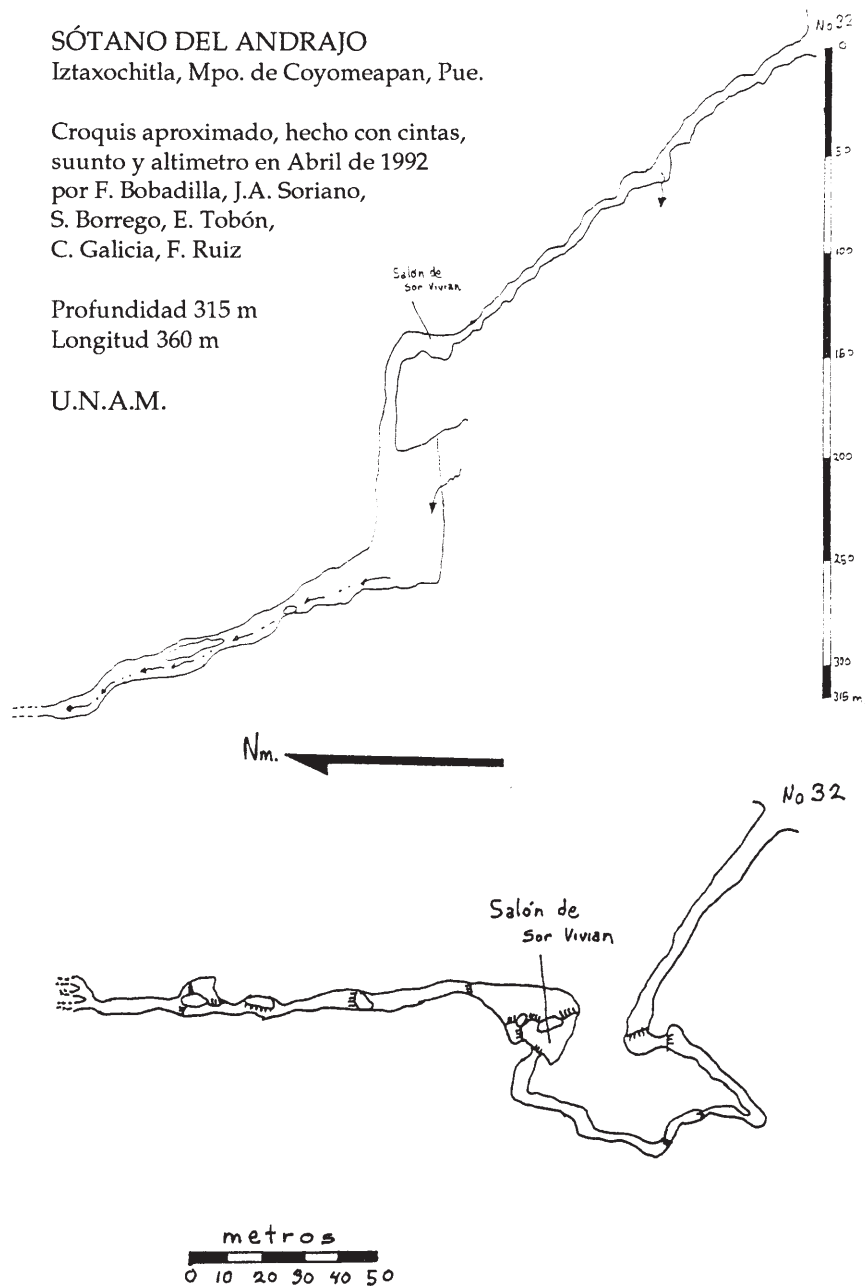 SÓTANO DEL ANDRAJO
Iztaxochitla, Mpo. de Coyomeapan, Pue.
Croquis aproximado, hecho con cintas,
suunto y altimetro en Abril de 1992
por F. Bobadilla, J.A. Soriano,
S. Borrego, E. Tobón,
C. Galicia, F. Ruiz
Profundidad 315 m
Longitud 360 m
U.N.A.M.
No 32
0
50
100
150
200
250
300
315 m
Salón de
Sor Vivian
Nm.
No 32
Salón de
Sor Vivian
metros
0 10 20 30 40 50